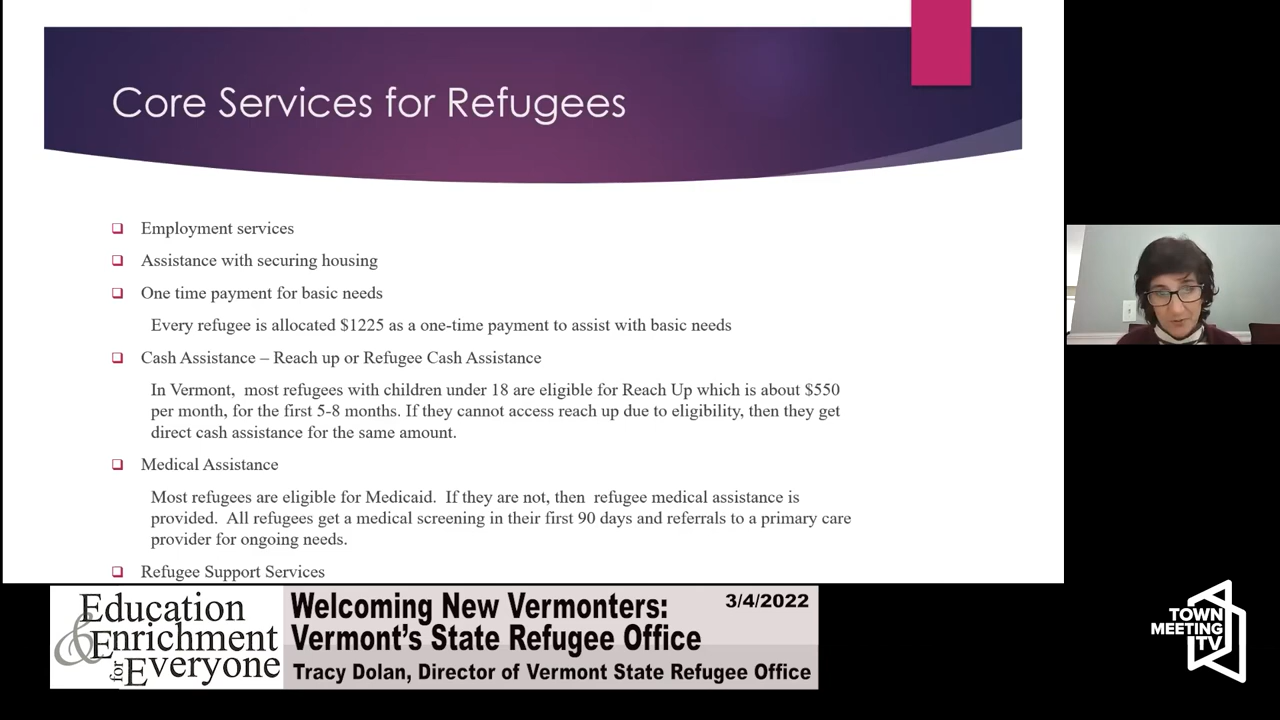 Core Services for Refugees
Employment services
Assistance with securing housing
One time payment for basic needs
Every refugee is allocated $1225 as a one-time payment to assist with basic needs
Cash Assistance – Reach up or Refugee Cash Assistance
In Vermont, most refugees with children under 18 are eligible for Reach Up which is about $550
per month, for the first 5-8 months. If they cannot access reach up due to eligibility, then they get
direct cash assistance for the same amount.
Medical Assistance
Most refugees are eligible for Medicaid. If they are not, then refugee medical assistance is
provided. All refugees get a medical screening in their first 90 days and referrals to a primary care
provider for ongoing needs.
Refugee Support Services
Education
& Enrichment
for Everyone
Welcoming New Vermonters:
3/4/2022
Vermont's State Refugee Office
Tracy Dolan, Director of Vermont State Refugee Office
TOWN
MEETING
TV